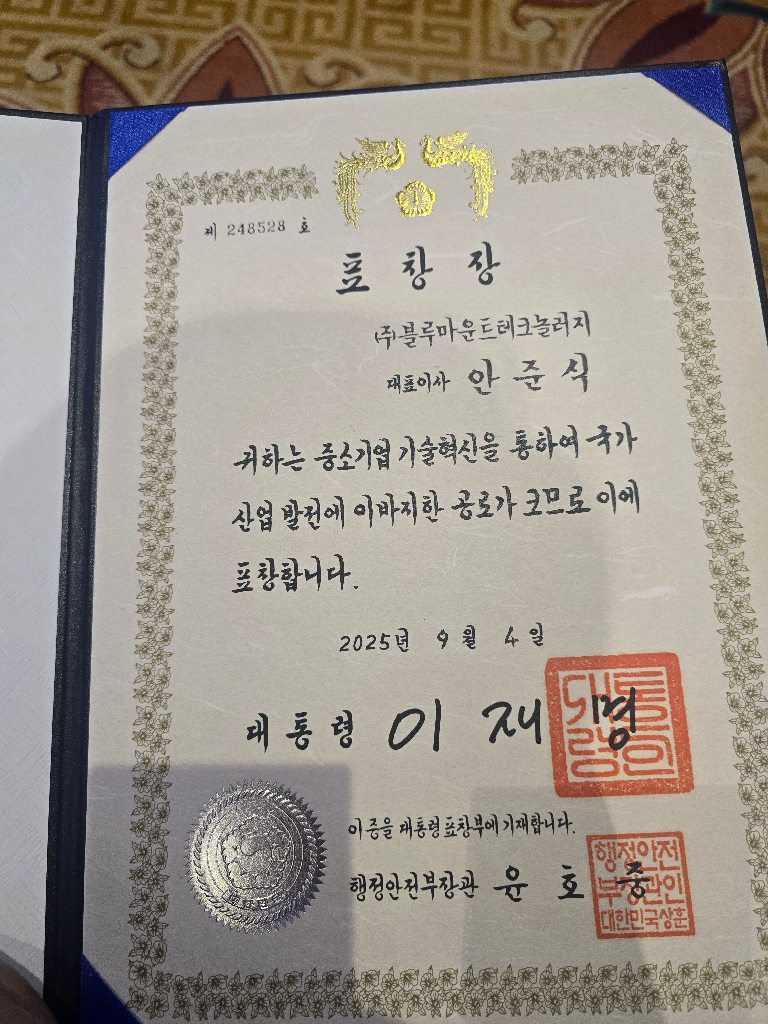 제 248528 호
표 창 장
(주)블루마운트테크놀러지
대표이사 안 준 식
귀하는 중소기업 기술혁신을 통하여 국가
산업 발전에 이바지한 공로가 크므로 이에
표창합니다.
2025년 9월 4일
대통령 이 재 명
대통령인
이 증을 대통령표창부에 기재합니다.
행정안전부장관 윤 호 중
행정안전
부장관인
대한민국상훈